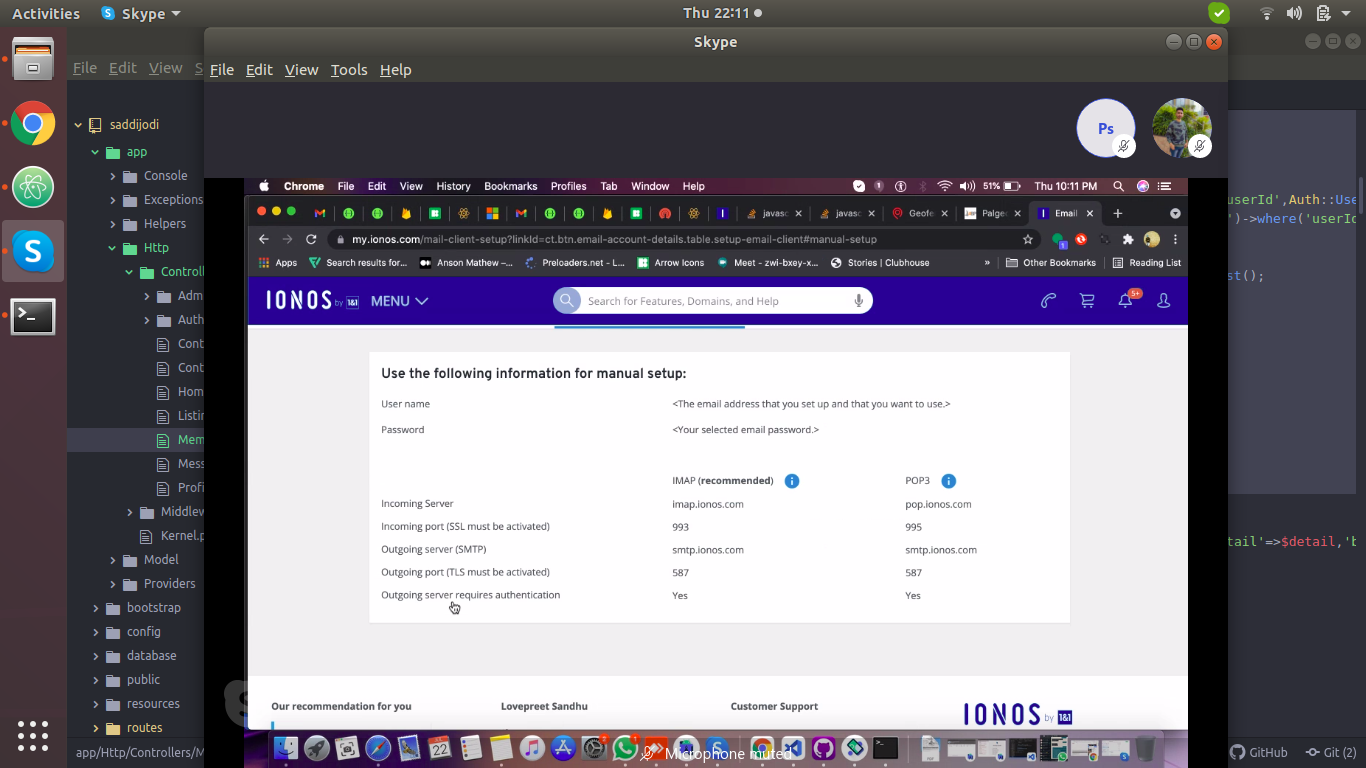 Activities Skype Thu 22:11
Skype
File Edit View S
File Edit View Tools Help
Ps
saddijodi
app
Console
Exceptions
Helpers
Http
Controll
Adm
Auth
Cont
Cont
Hom
Listin
Mem
Mess
Profi
Middlew
Kernel.p
Model
Providers
bootstrap
config
database
public
resources
routes
app/Http/Controllers/M
Chrome File Edit View History Bookmarks Profiles Tab Window Help 51% Thu 10:11 PM
javasc javasc Geofe Palge Email
my.ionos.com/mail-client-setup?linkId=ct.btn.email-account-details.table.setup-email-client#manual-setup
Apps Search results for... Anson Mathew –... Preloaders.net - L... Arrow Icons Meet - zwi-bxey-x... Stories | Clubhouse » Other Bookmarks Reading List
IONOS by 1&1 MENU Search for Features, Domains, and Help 5+
Use the following information for manual setup:
User name <The email address that you set up and that you want to use.>
Password <Your selected email password.>
IMAP (recommended) POP3
Incoming Server imap.ionos.com pop.ionos.com
Incoming port (SSL must be activated) 993 995
Outgoing server (SMTP) smtp.ionos.com smtp.ionos.com
Outgoing port (TLS must be activated) 587 587
Outgoing server requires authentication Yes Yes
Our recommendation for you Lovepreet Sandhu Customer Support IONOS by 1&1
Microphone muted
userId',Auth::Use
')->where('userId
st();
tail'=>$detail,'b
GitHub Git (2)